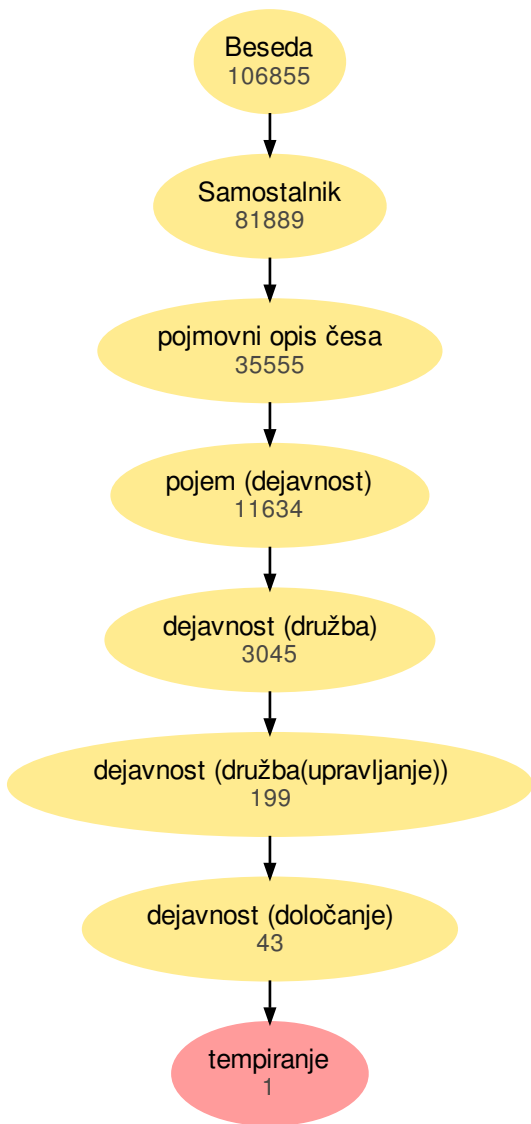 Beseda
106855
Samostalnik
81889
pojmovni opis česa
35555
pojem (dejavnost)
11634
dejavnost (družba)
3045
dejavnost (družba(upravljanje))
199
dejavnost (določanje)
43
tempiranje
1